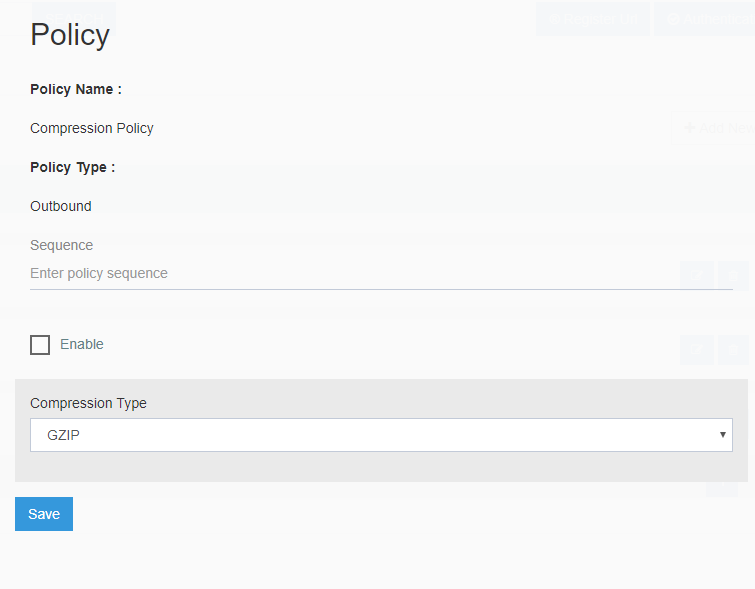 Policy
Policy Name :
Compression Policy
Policy Type :
Outbound
Sequence
Enter policy sequence
Enable
Compression Type
GZIP
Save